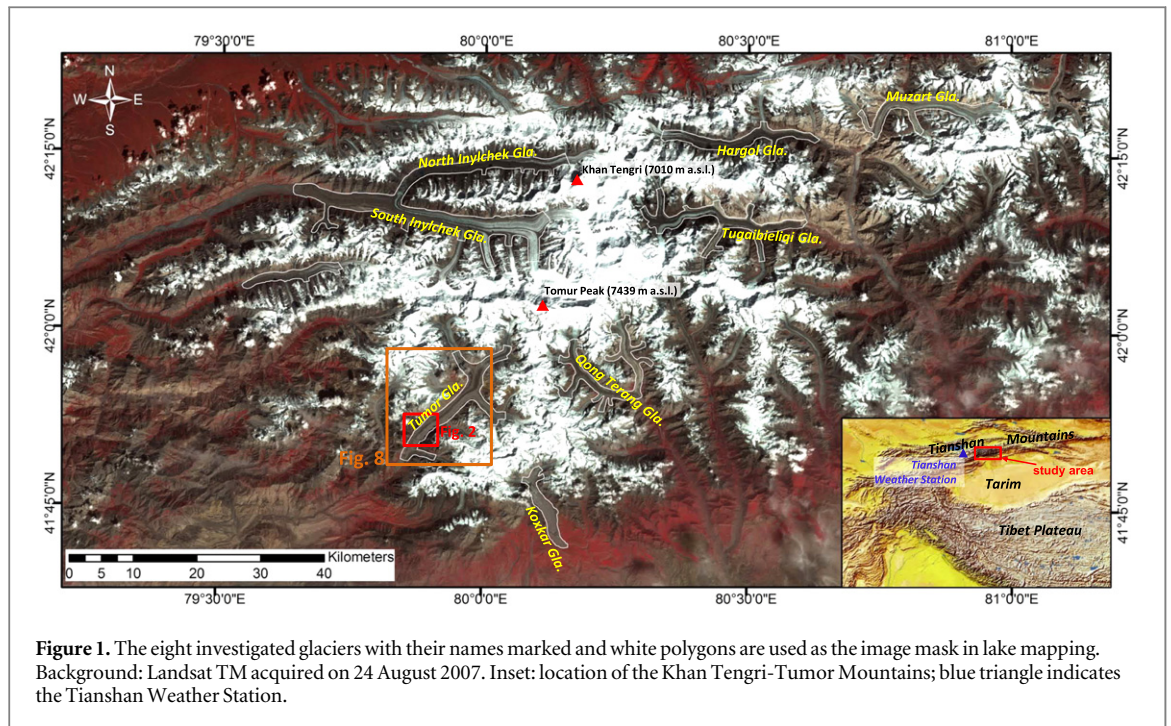 79°30'0"E 80°0'0"E 80°30'0"E 81°0'0"E
N
W E
S
Muzart Gla.
42°15'0"N
North Inylchek Gla.
Hargol Gla.
42°15'0"N
Khan Tengri (7010 m a.s.l.)
South Inylchek Gla.
Tugaibieliqi Gla.
Tomur Peak (7439 m a.s.l.)
42°0'0"N
42°0'0"N
Qong Terang Gla.
Tumor Gla.
Fig. 2
Fig. 8
Tianshan Mountains
Tianshan
Weather Station
study area
Tarim
Tibet Plateau
41°45'0"N
41°45'0"N
Koxkar Gla.
Kilometers
0 5 10 20 30 40
79°30'0"E 80°0'0"E 80°30'0"E 81°0'0"E
Figure 1. The eight investigated glaciers with their names marked and white polygons are used as the image mask in lake mapping.
Background: Landsat TM acquired on 24 August 2007. Inset: location of the Khan Tengri-Tumor Mountains; blue triangle indicates
the Tianshan Weather Station.